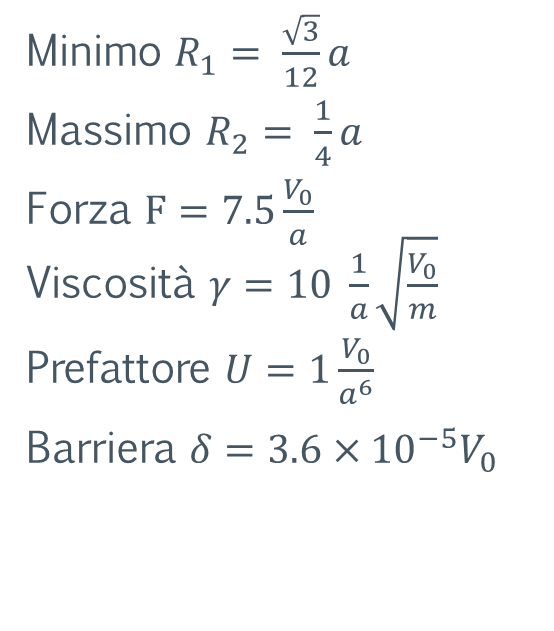 Minimo R₁ = √3/12 a
Massimo R₂ = 1/4 a
Forza F = 7.5 V₀/a
Viscosità γ = 10 1/a √(V₀/m)
Prefattore U = 1 V₀/a⁶
Barriera δ = 3.6 × 10⁻⁵V₀